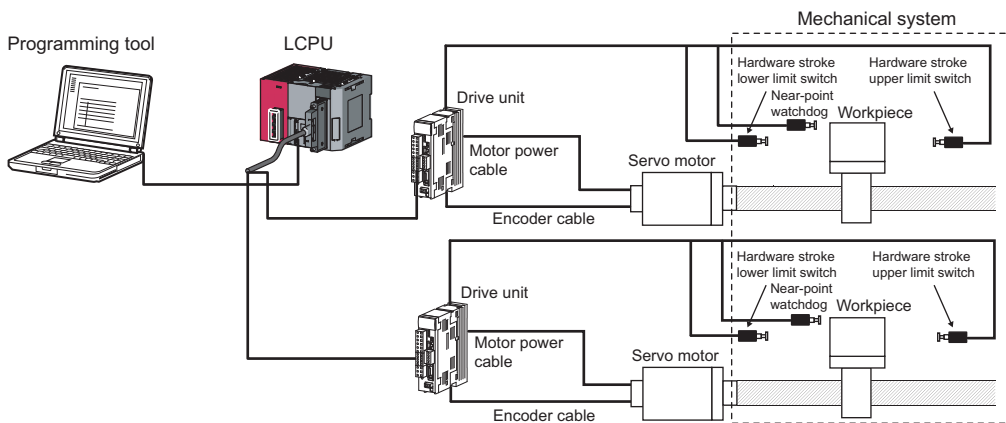 Mechanical system
Programming tool
LCPU
Hardware stroke
lower limit switch
Near-point
watchdog
Workpiece
Hardware stroke
upper limit switch
Drive unit
Motor power
cable
Servo motor
Encoder cable
Hardware stroke
lower limit switch
Near-point
watchdog
Workpiece
Hardware stroke
upper limit switch
Drive unit
Motor power
cable
Servo motor
Encoder cable